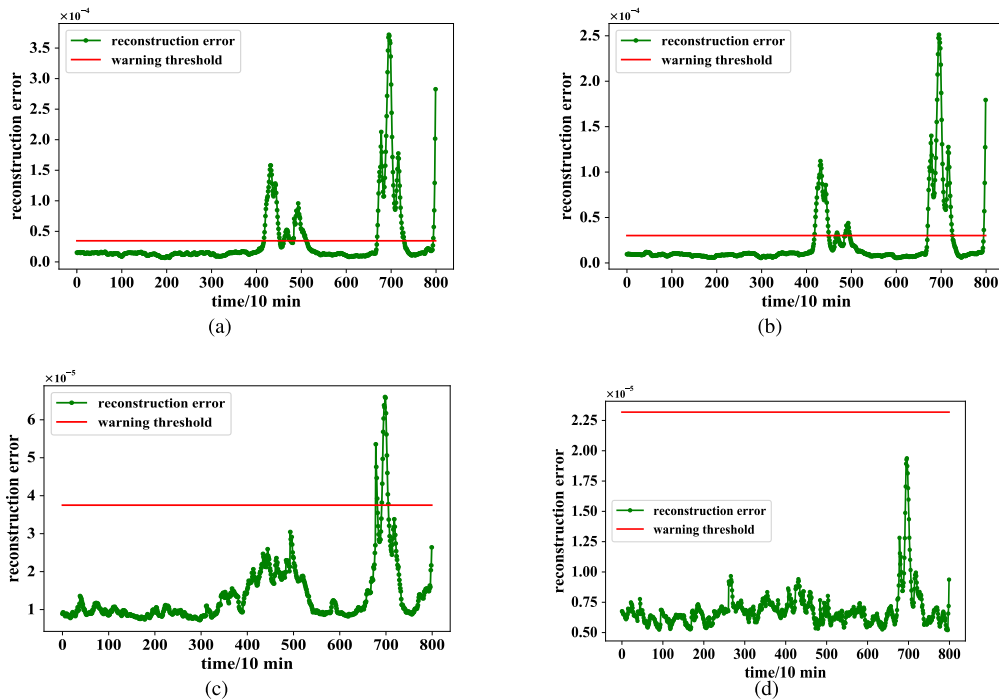 ×10⁻⁴
reconstruction error
warning threshold
reconstruction error
3.5
3.0
2.5
2.0
1.5
1.0
0.5
0.0
0 100 200 300 400 500 600 700 800
time/10 min
(a)
×10⁻⁴
reconstruction error
warning threshold
reconstruction error
2.5
2.0
1.5
1.0
0.5
0.0
0 100 200 300 400 500 600 700 800
time/10 min
(b)
×10⁻⁵
reconstruction error
warning threshold
reconstruction error
6
5
4
3
2
1
0 100 200 300 400 500 600 700 800
time/10 min
(c)
×10⁻⁵
reconstruction error
2.25
2.00
1.75
1.50
1.25
1.00
0.75
0.50
reconstruction error
warning threshold
0 100 200 300 400 500 600 700 800
time/10 min
(d)